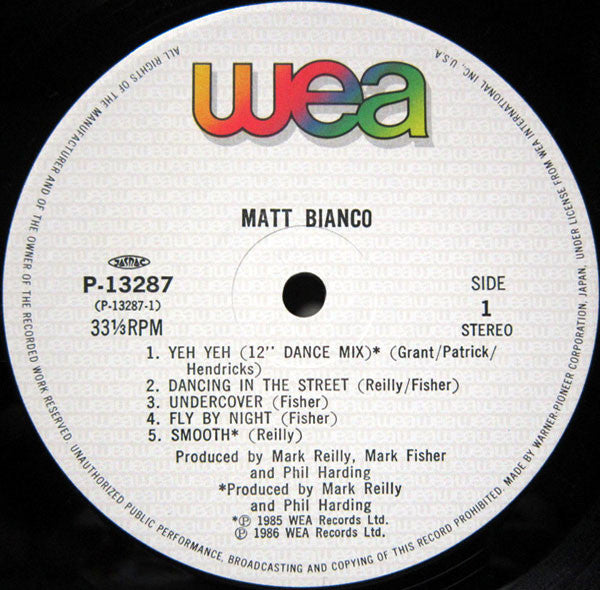 wea
MATT BIANCO
JASRAC
P-13287
(P-13287-1)
33⅓RPM
SIDE
1
STEREO
1. YEH YEH (12'' DANCE MIX)* (Grant/Patrick/
Hendricks)
2. DANCING IN THE STREET (Reilly/Fisher)
3. UNDERCOVER (Fisher)
4. FLY BY NIGHT (Fisher)
5. SMOOTH* (Reilly)
Produced by Mark Reilly, Mark Fisher
and Phil Harding
*Produced by Mark Reilly
and Phil Harding
*Ⓟ 1985 WEA Records Ltd.
Ⓟ 1986 WEA Records Ltd.
ALL RIGHTS OF THE MANUFACTURER AND OF THE OWNER OF THE RECORDED WORK RESERVED. UNAUTHORIZED PUBLIC PERFORMANCE, BROADCASTING AND COPYING OF THIS RECORD PROHIBITED. MADE BY WARNER-PIONEER CORPORATION, JAPAN, UNDER LICENSE FROM WEA INTERNATIONAL INC., U.S.A.